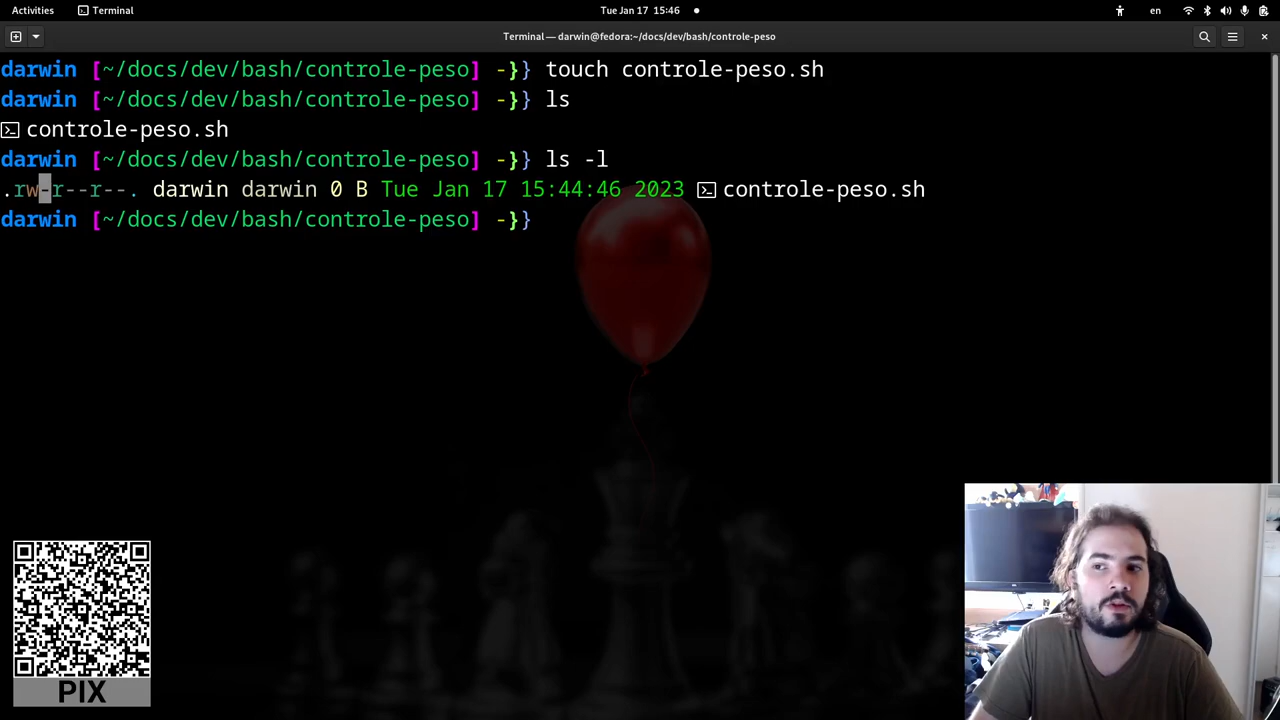 Activities Terminal Tue Jan 17 15:46 en
Terminal — darwin@fedora:~/docs/dev/bash/controle-peso
darwin [~/docs/dev/bash/controle-peso] -}} touch controle-peso.sh
darwin [~/docs/dev/bash/controle-peso] -}} ls
controle-peso.sh
darwin [~/docs/dev/bash/controle-peso] -}} ls -l
.rw-r--r--. darwin darwin 0 B Tue Jan 17 15:44:46 2023 controle-peso.sh
darwin [~/docs/dev/bash/controle-peso] -}}
PIX